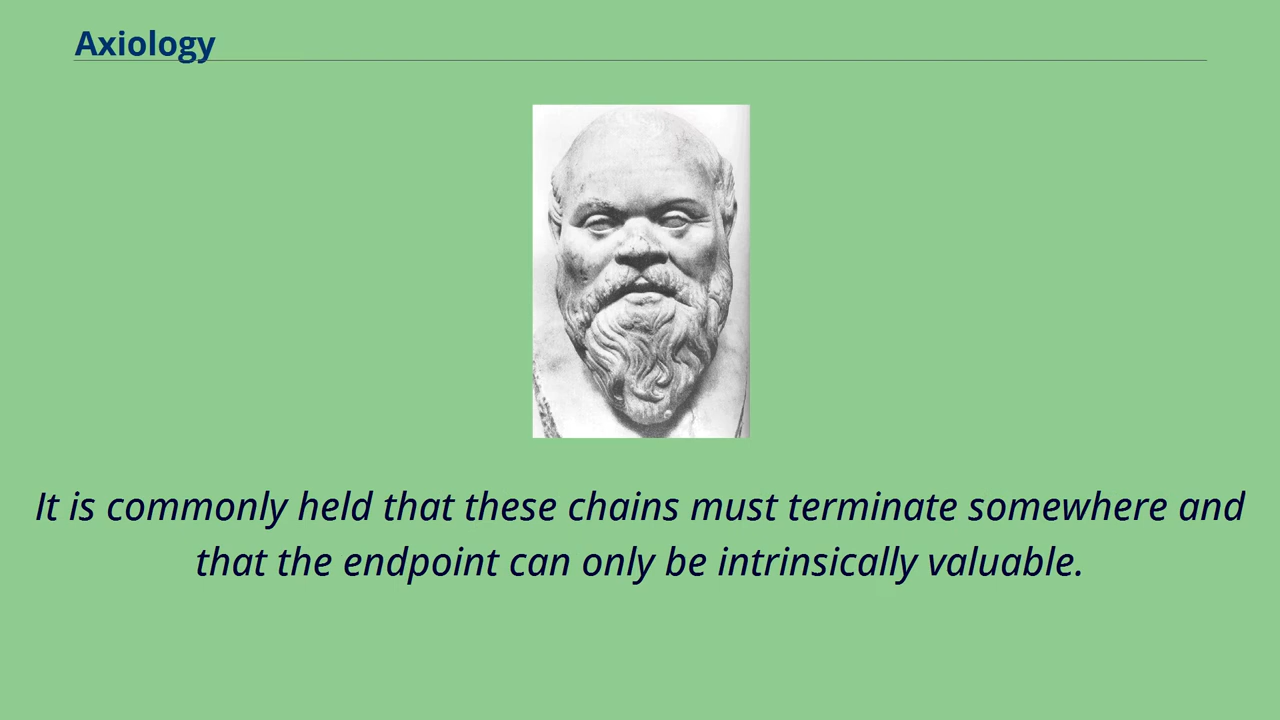 Axiology
It is commonly held that these chains must terminate somewhere and
that the endpoint can only be intrinsically valuable.